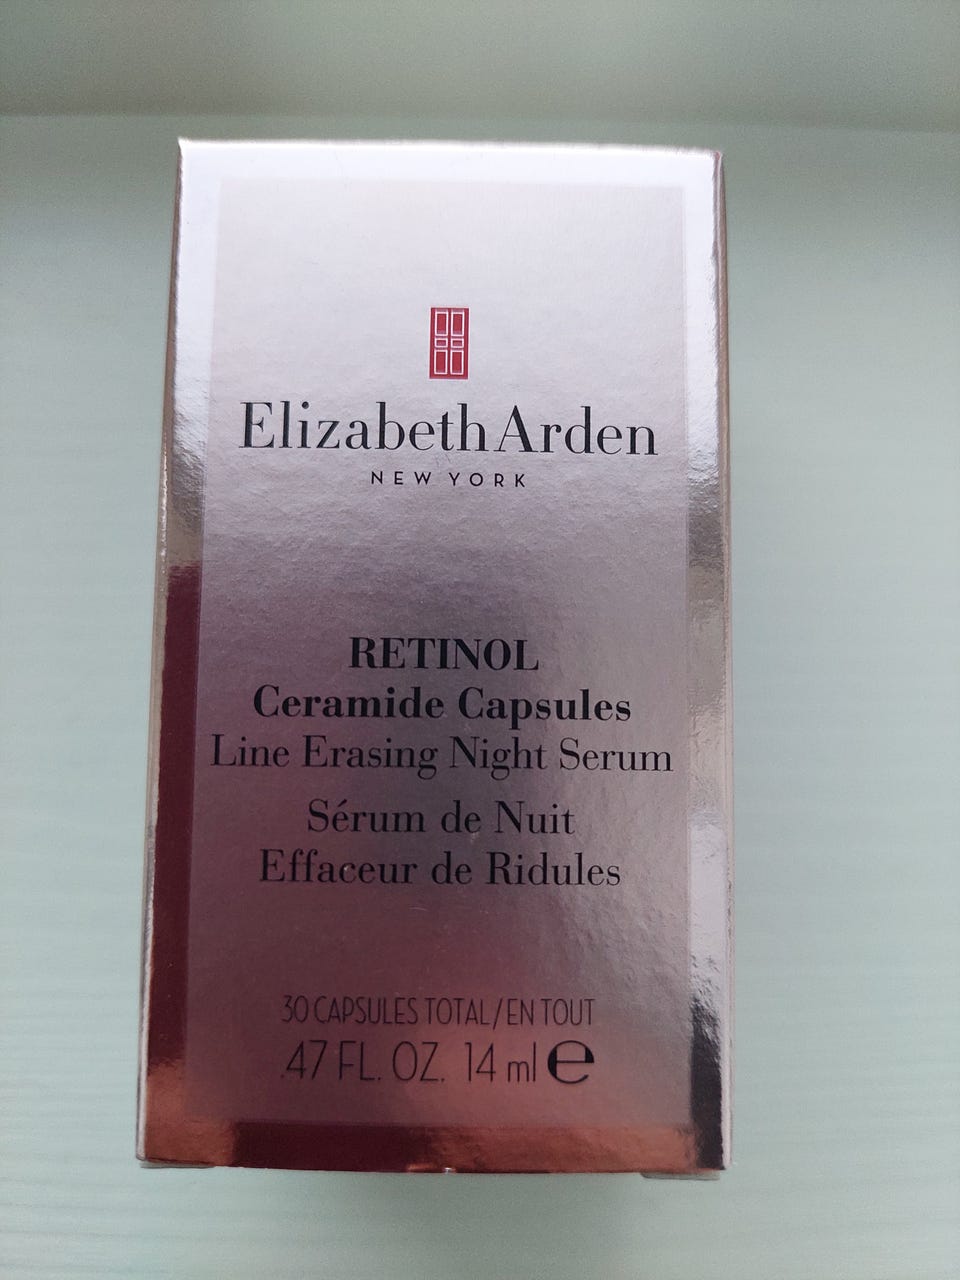 Elizabeth Arden
NEW YORK
RETINOL
Ceramide Capsules
Line Erasing Night Serum
Sérum de Nuit
Effaceur de Ridules
30 CAPSULES TOTAL/EN TOUT
.47 FL. OZ. 14 ml e